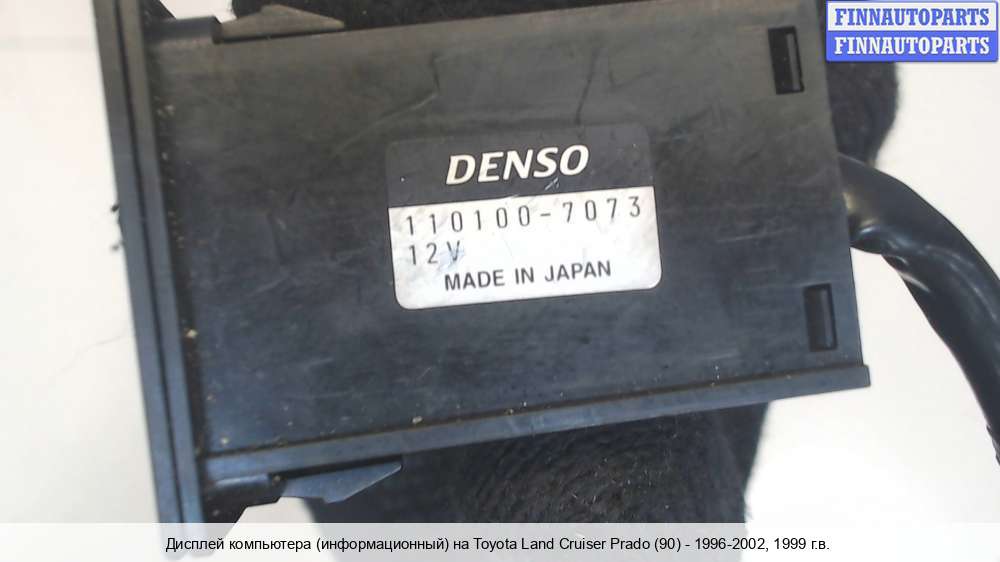 FINNAUTOPARTS
FINNAUTOPARTS
DENSO
110100-7073
12V
MADE IN JAPAN
Дисплей компьютера (информационный) на Toyota Land Cruiser Prado (90) - 1996-2002, 1999 г.в.